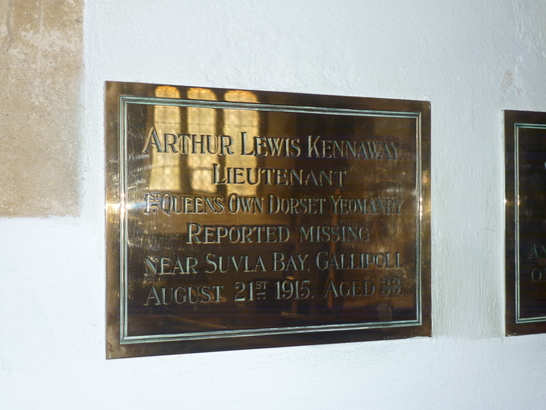 ARTHUR LEWIS KENNAWAY
LIEUTENANT
1ST QUEENS OWN DORSET YEOMANRY
REPORTED MISSING
NEAR SUVLA BAY, GALLIPOLI
AUGUST 21ST 1915. AGED 33